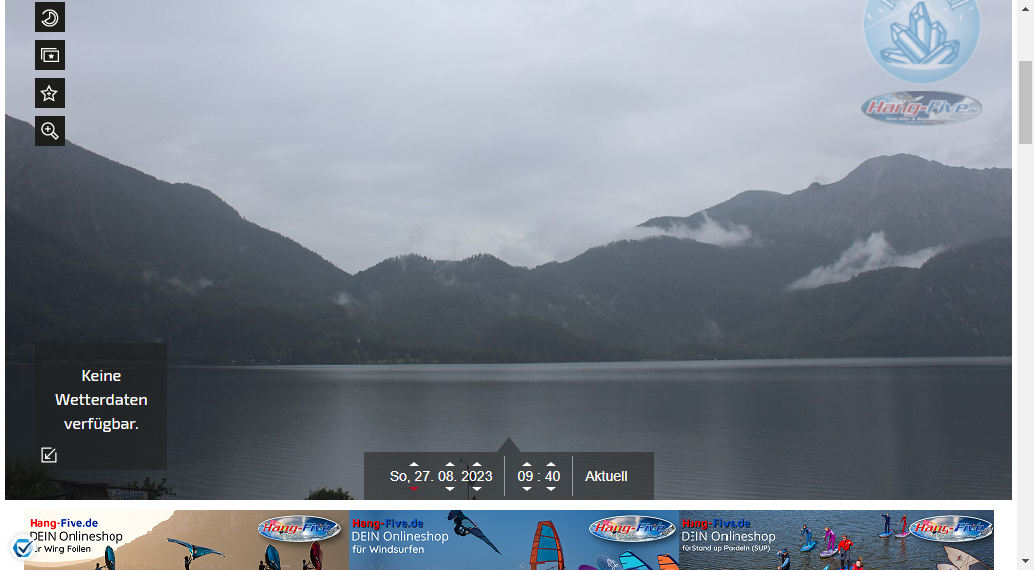 Hang-Five.de
Keine
Wetterdaten
verfügbar.
So, 27. 08. 2023 09 : 40 Aktuell
Hang-Five.de
DEIN Onlineshop
für Wing Foilen
Hang-Five
Hang-Five.de
DEIN Onlineshop
für Windsurfen
Hang-Five
Hang-Five.de
DEIN Onlineshop
für Stand up Paddeln (SUP)
Hang-Five